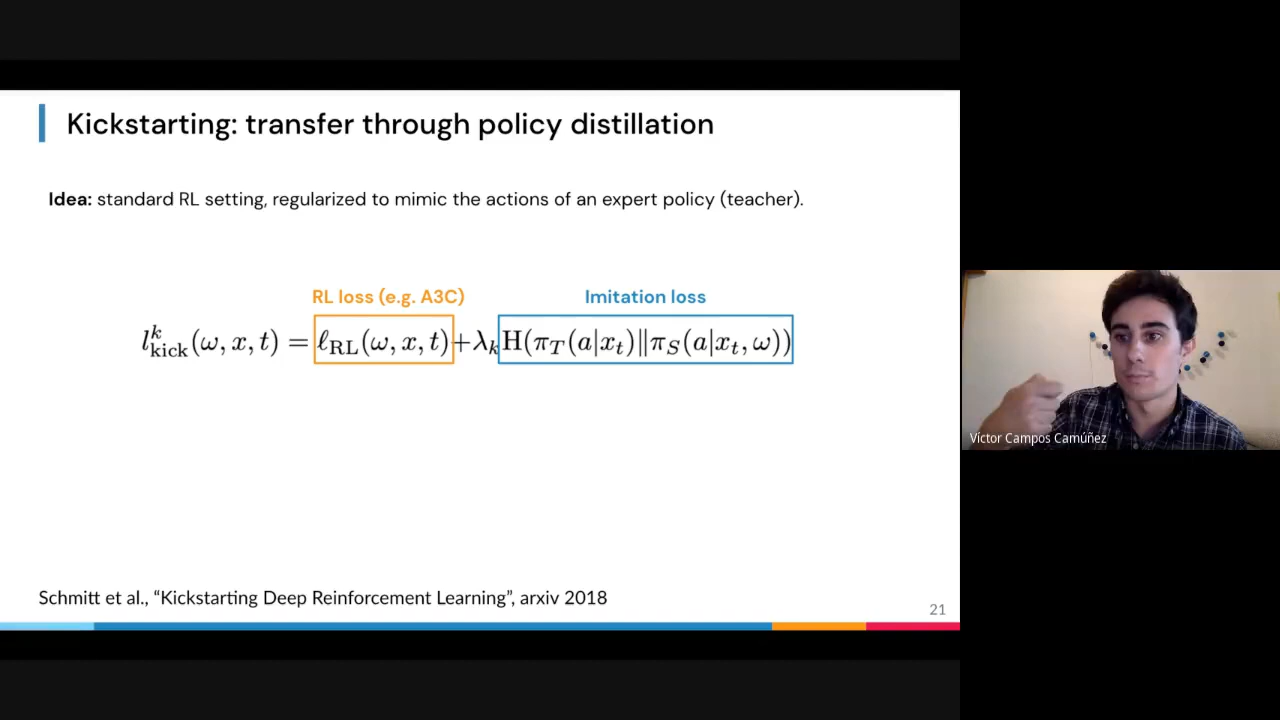 Kickstarting: transfer through policy distillation
Idea: standard RL setting, regularized to mimic the actions of an expert policy (teacher).
RL loss (e.g. A3C)
Imitation loss
l^k_kick(ω, x, t) = ℓ_RL(ω, x, t) + λ_k H(π_T(a|x_t)‖π_S(a|x_t, ω))
Víctor Campos Camúñez
Schmitt et al., “Kickstarting Deep Reinforcement Learning”, arxiv 2018
21